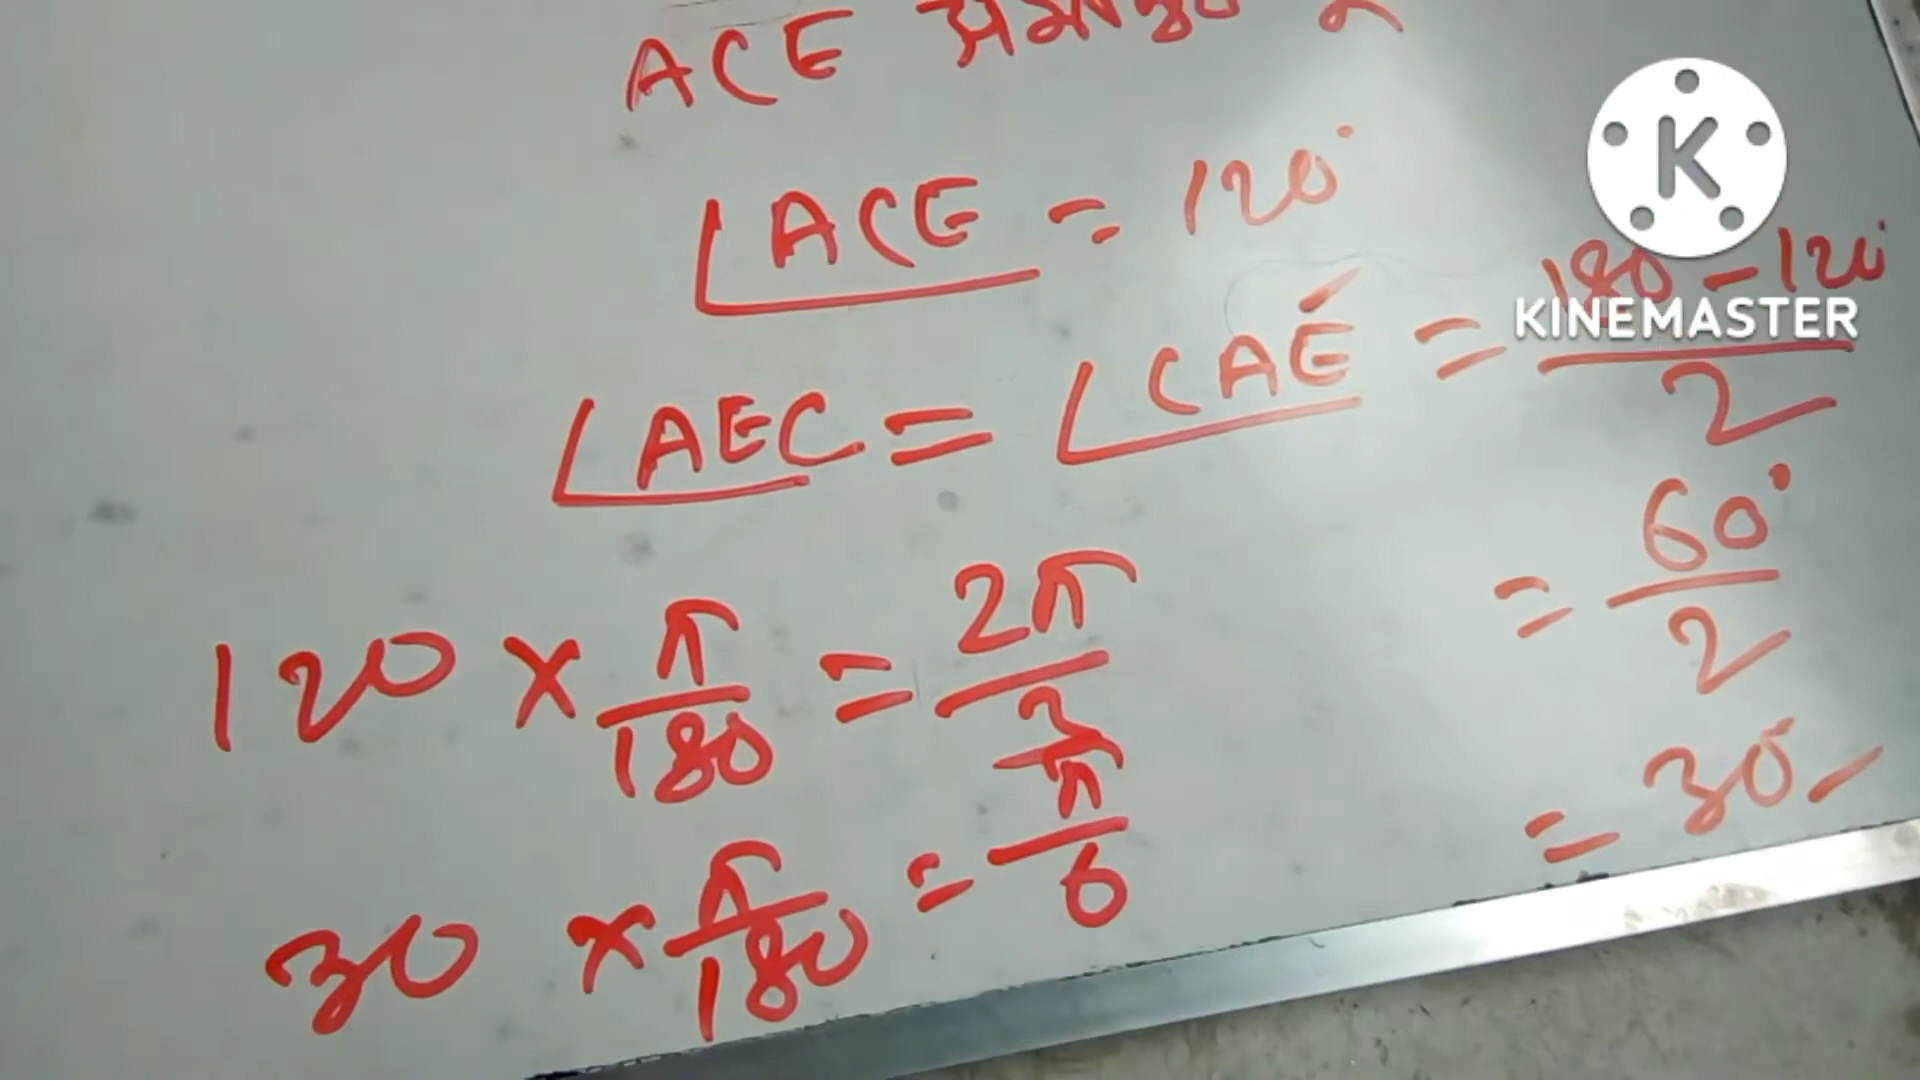 ACE
∠ACE = 120°
∠AEC = ∠CAE = 180 - 120° / 2
= 60° / 2
= 30°
120 × π/180 = 2π/3
30 × π/180 = π/6
K
KINEMASTER